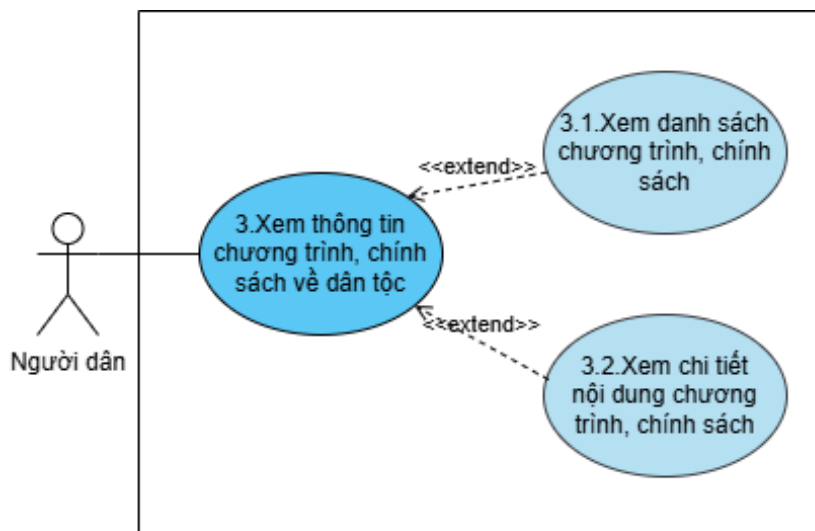 3.1.Xem danh sách
chương trình, chính
sách
<<extend>>
3.Xem thông tin
chương trình, chính
sách về dân tộc
<<extend>>
Người dân
3.2.Xem chi tiết
nội dung chương
trình, chính sách